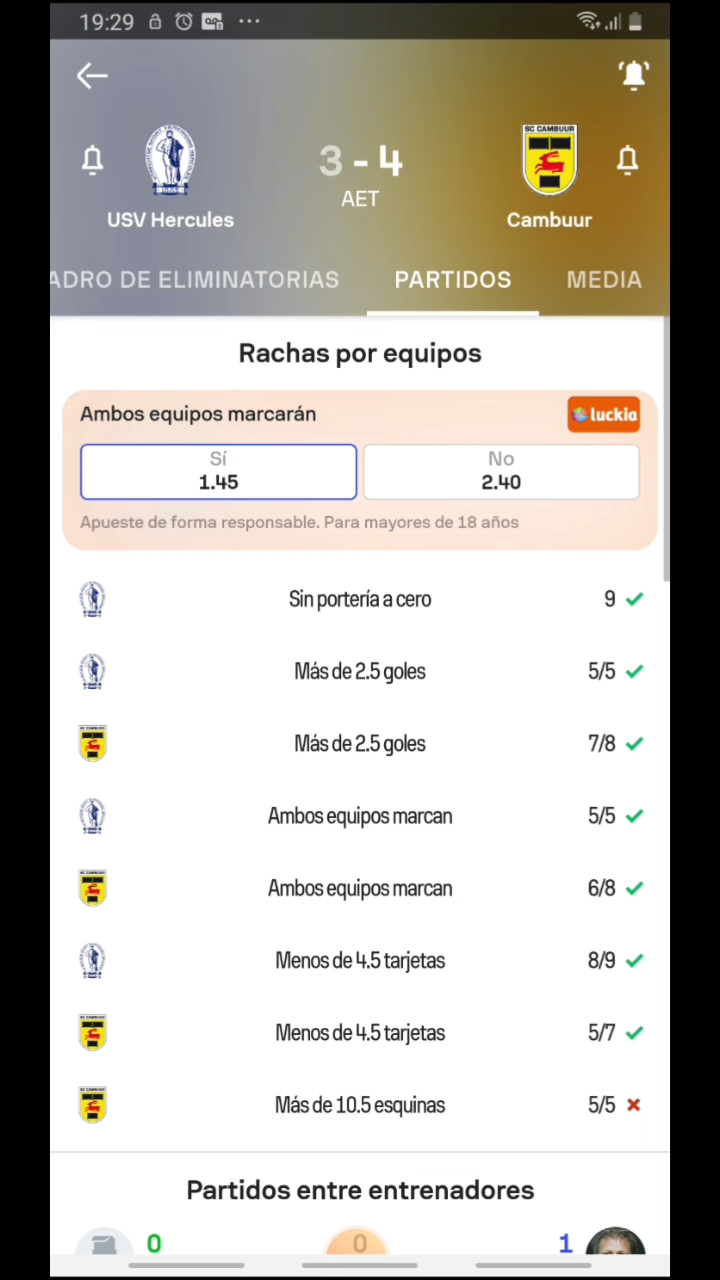 19:29
3 - 4
AET
SC CAMBUUR
USV Hercules
Cambuur
ADRO DE ELIMINATORIAS
PARTIDOS
MEDIA
Rachas por equipos
Ambos equipos marcarán
luckia
Sí
1.45
No
2.40
Apueste de forma responsable. Para mayores de 18 años
Sin portería a cero 9
Más de 2.5 goles 5/5
Más de 2.5 goles 7/8
Ambos equipos marcan 5/5
Ambos equipos marcan 6/8
Menos de 4.5 tarjetas 8/9
Menos de 4.5 tarjetas 5/7
Más de 10.5 esquinas 5/5
Partidos entre entrenadores
0
0
1